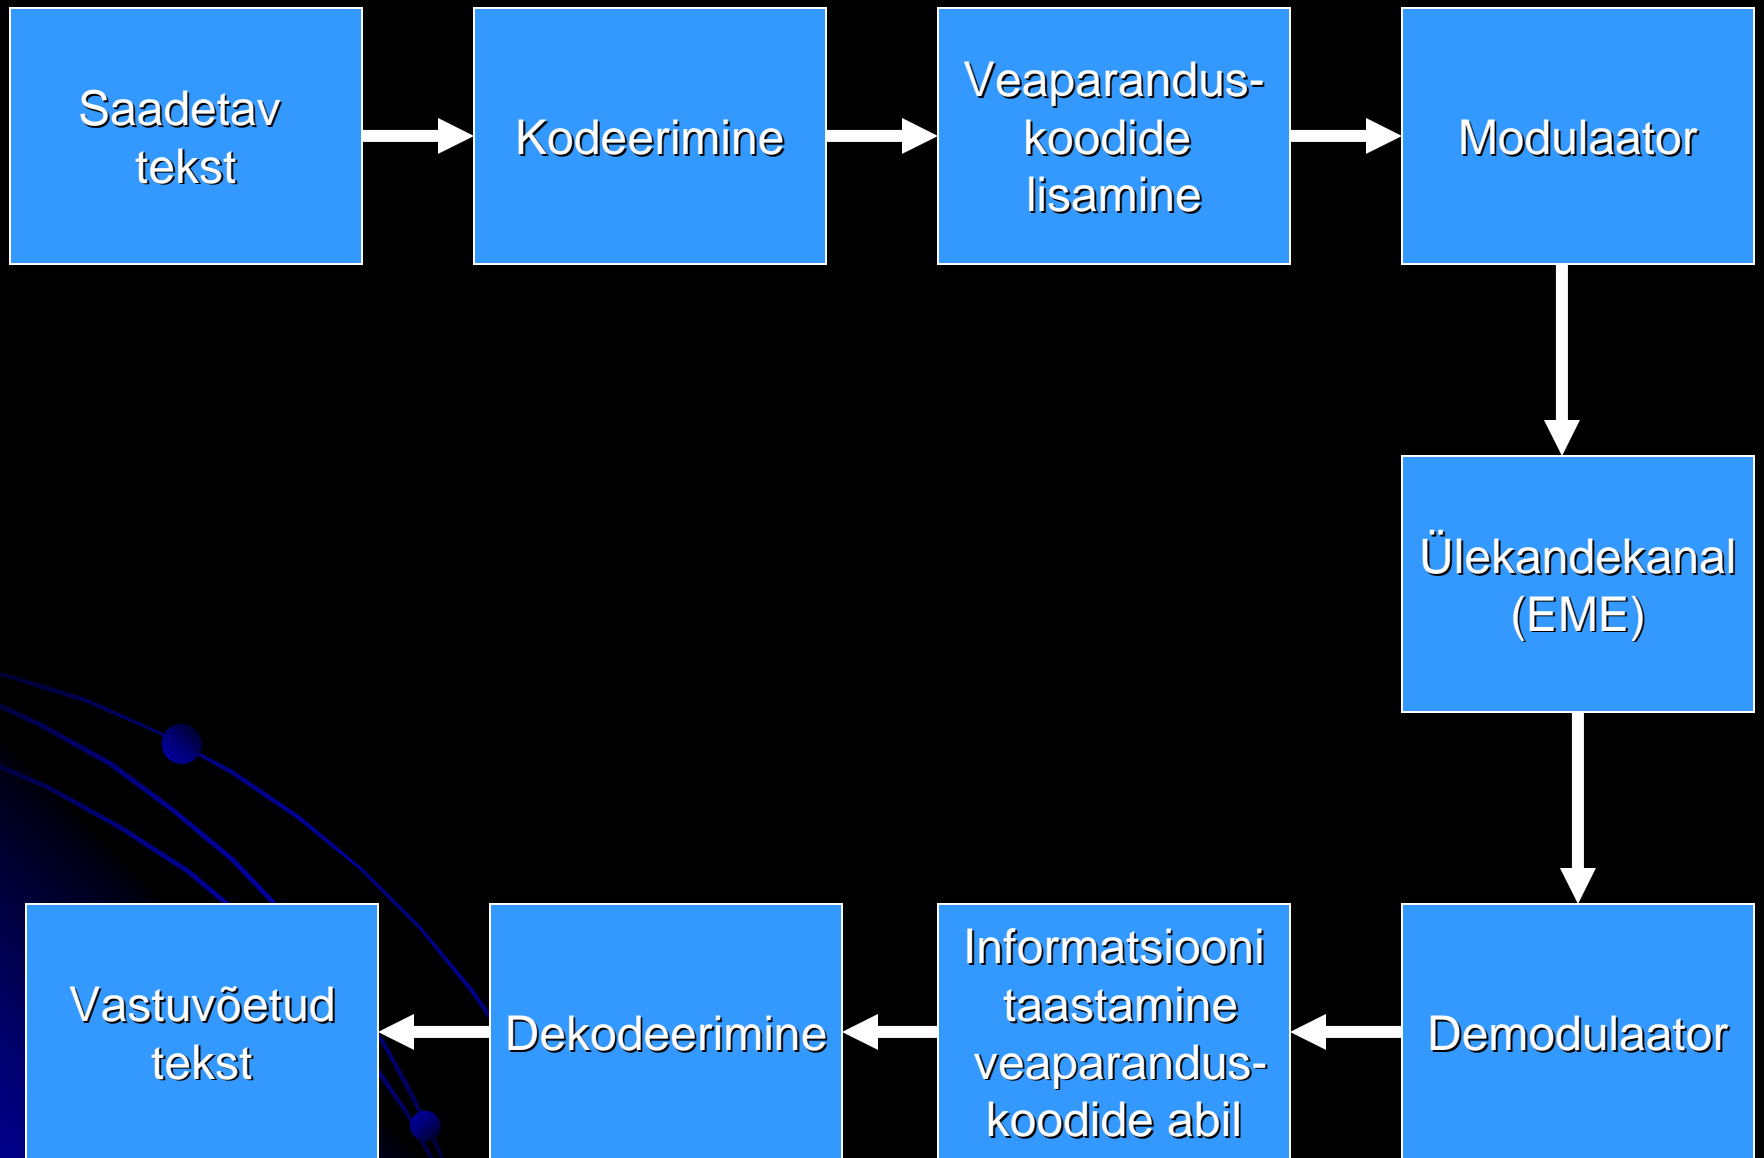 Saadetav
tekst
Kodeerimine
Veaparandus-
koodide
lisamine
Modulaator
Ülekandekanal
(EME)
Demodulaator
Informatsiooni
taastamine
veaparandus-
koodide abil
Dekodeerimine
Vastuvõetud
tekst